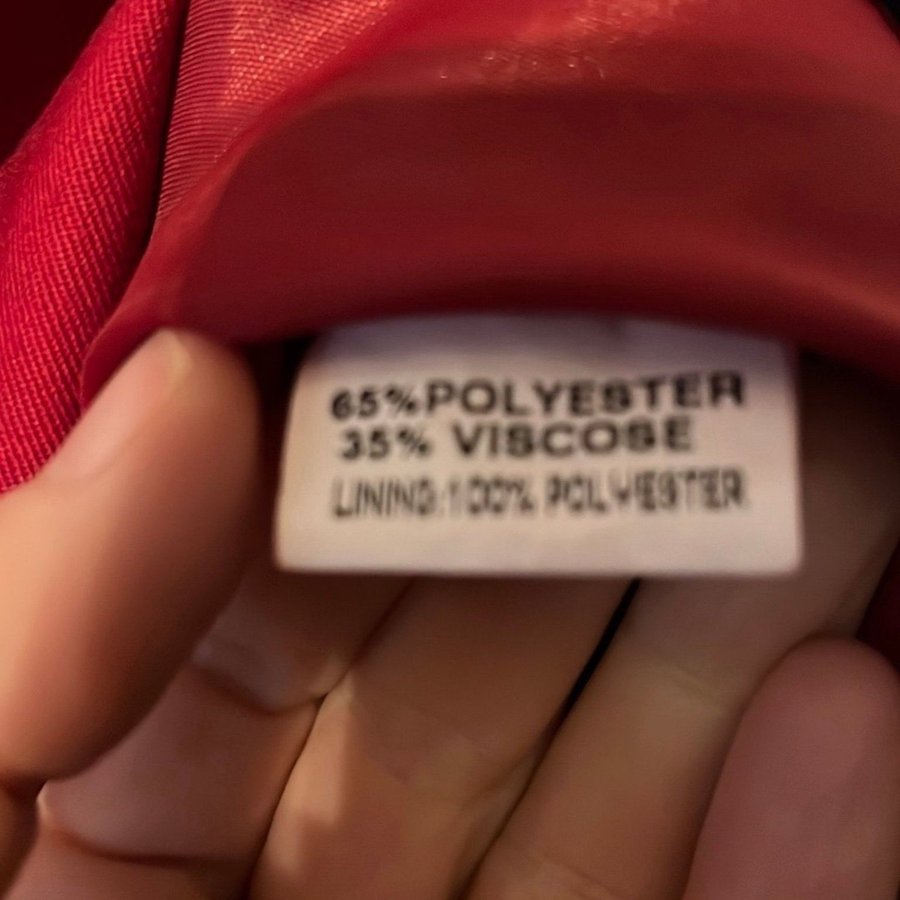 65%POLYESTER
35% VISCOSE
LINING:100% POLYESTER